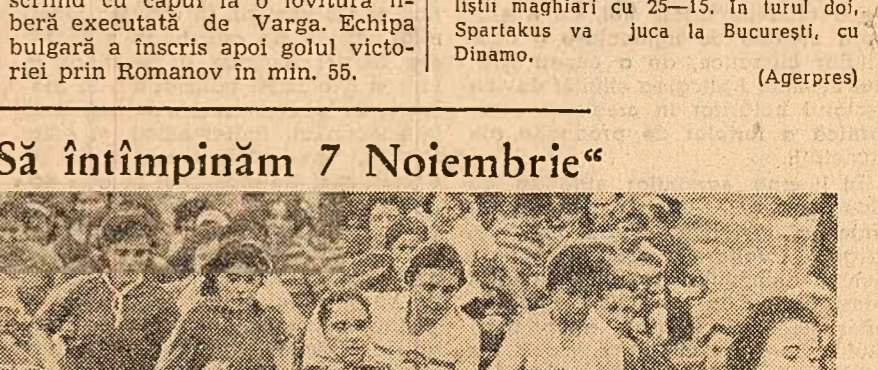 scriind cu capul la o lovitură li-
beră executată de Varga. Echipa
bulgară a înscris apoi golul victo-
riei prin Romanov în min. 55.
liștii maghiari cu 25—15. În turul doi,
Spartakus va juca la București, cu
Dinamo.
(Agerpres)
Să întîmpinăm 7 Noiembrie“